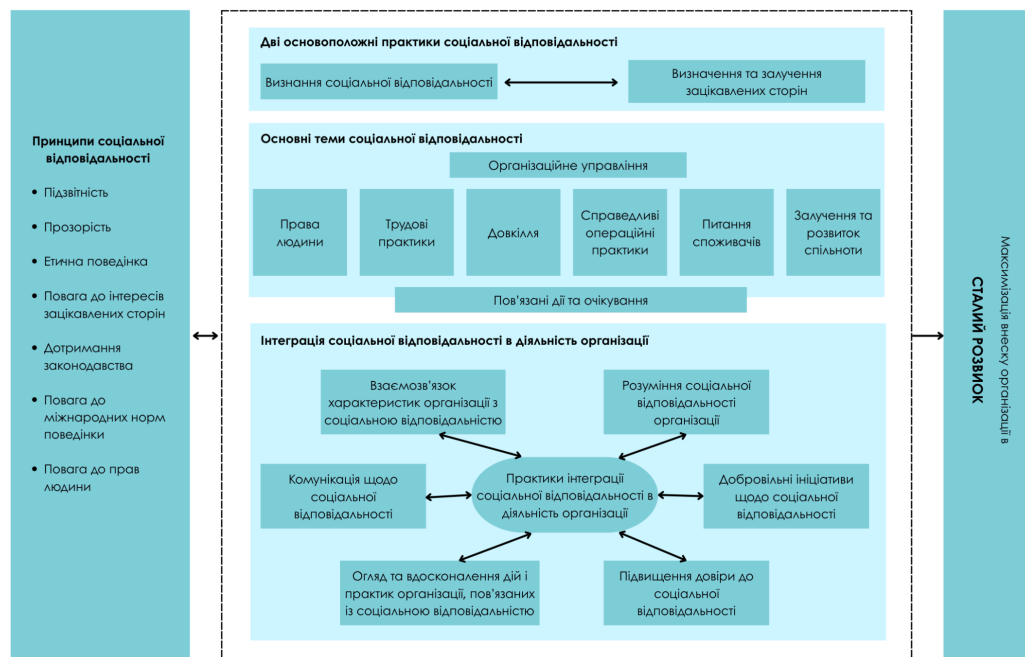 Принципи соціальної
відповідальності
Підзвітність
Прозорість
Етична поведінка
Повага до інтересів
зацікавлених сторін
Дотримання
законодавства
Повага до
міжнародних норм
поведінки
Повага до прав
людини
Дві основоположні практики соціальної відповідальності
Визнання соціальної відповідальності
Визначення та залучення
зацікавлених сторін
Основні теми соціальної відповідальності
Організаційне управління
Права
людини
Трудові
практики
Довкілля
Справедливі
операційні
практики
Питання
споживачів
Залучення та
розвиток
спільноти
Пов'язані дії та очікування
Інтеграція соціальної відповідальності в діяльність організації
Взаємозв'язок
характеристик організації з
соціальною відповідальністю
Розуміння соціальної
відповідальності
організації
Комунікація щодо
соціальної
відповідальності
Практики інтеграції
соціальної відповідальності в
діяльність організації
Добровільні ініціативи
щодо соціальної
відповідальності
Огляд та вдосконалення дій і
практик організації, пов'язаних
із соціальною відповідальністю
Підвищення довіри до
соціальної
відповідальності
Максимізація внеску організації в
СТАЛИЙ РОЗВИОК